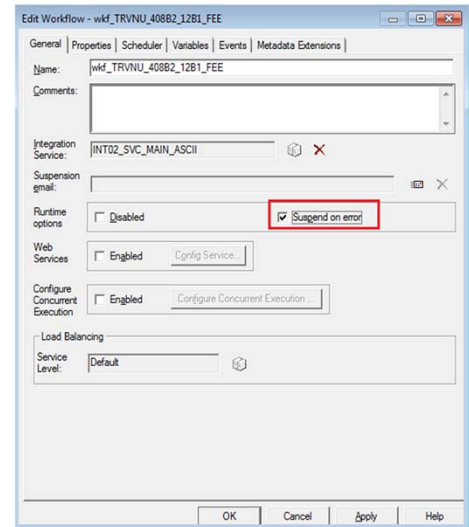 Edit Workflow - wkf_TRVNU_408B2_12B1_FEE
General Properties Scheduler Variables Events Metadata Extensions
Name: wkf_TRVNU_408B2_12B1_FEE
Comments:
Integration Service: INT02_SVC_MAIN_ASCII
Suspension email:
Runtime options Disabled Suspend on error
Web Services Enabled Config Service...
Configure Concurrent Execution Enabled Configure Concurrent Execution ...
Load Balancing
Service Level: Default
OK Cancel Apply Help